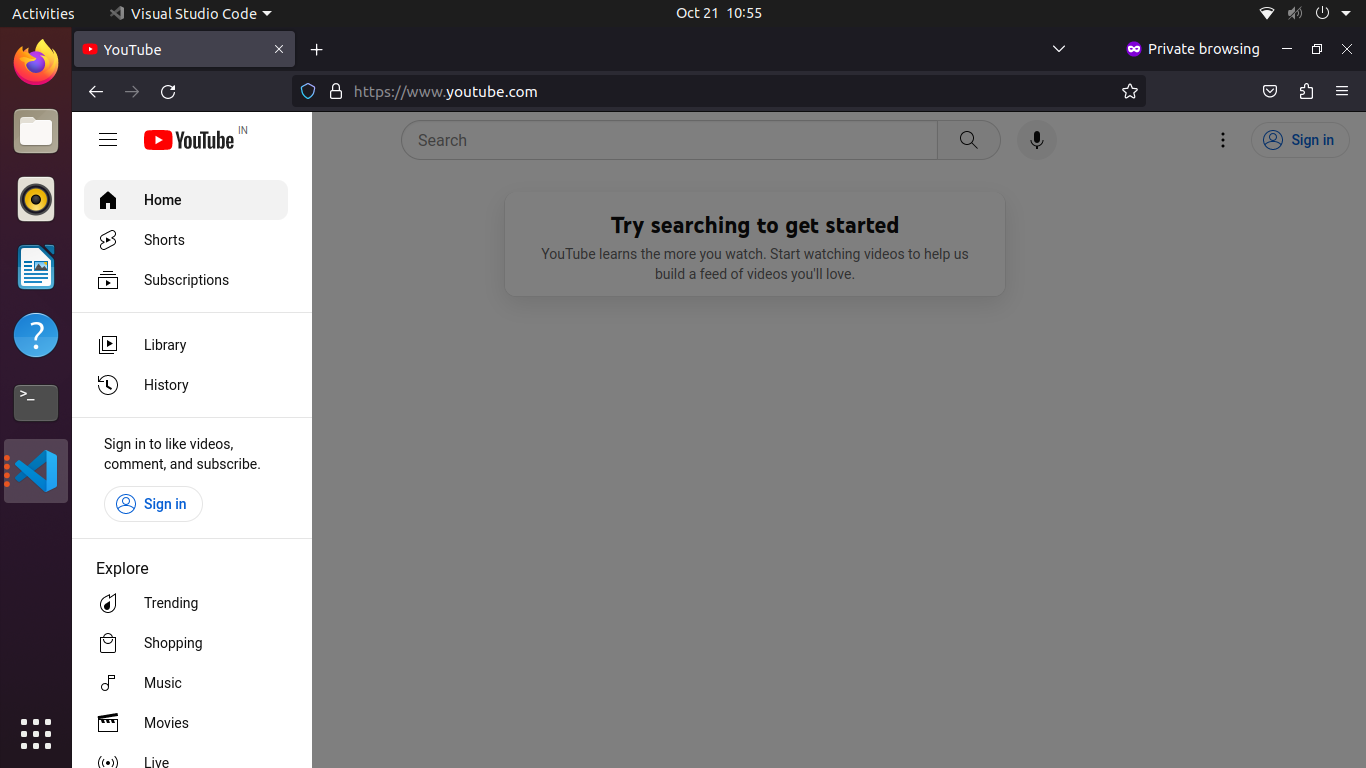 Activities
Visual Studio Code
Oct 21 10:55
YouTube
Private browsing
https://www.youtube.com
YouTube IN
Search
Sign in
Home
Shorts
Subscriptions
Library
History
Sign in to like videos,
comment, and subscribe.
Sign in
Explore
Trending
Shopping
Music
Movies
Live
Try searching to get started
YouTube learns the more you watch. Start watching videos to help us
build a feed of videos you'll love.